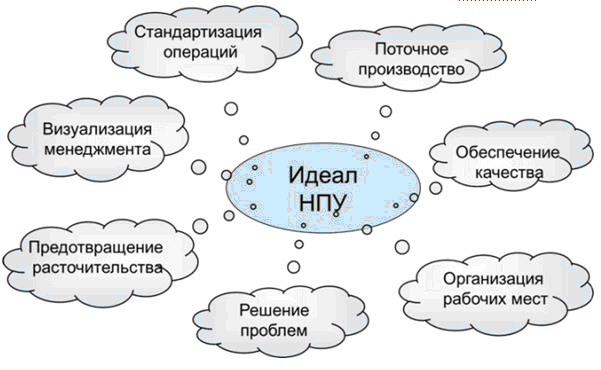 Стандартизация
операций
Поточное
производство
Визуализация
менеджмента
Обеспечение
качества
Идеал
НПУ
Предотвращение
расточительства
Организация
рабочих мест
Решение
проблем